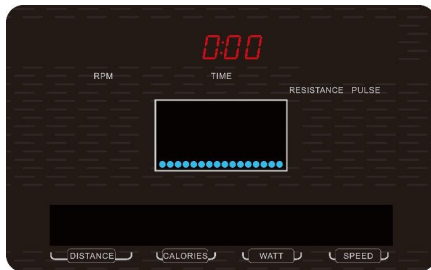 0:00
RPM TIME
RESISTANCE PULSE
DISTANCE CALORIES WATT SPEED